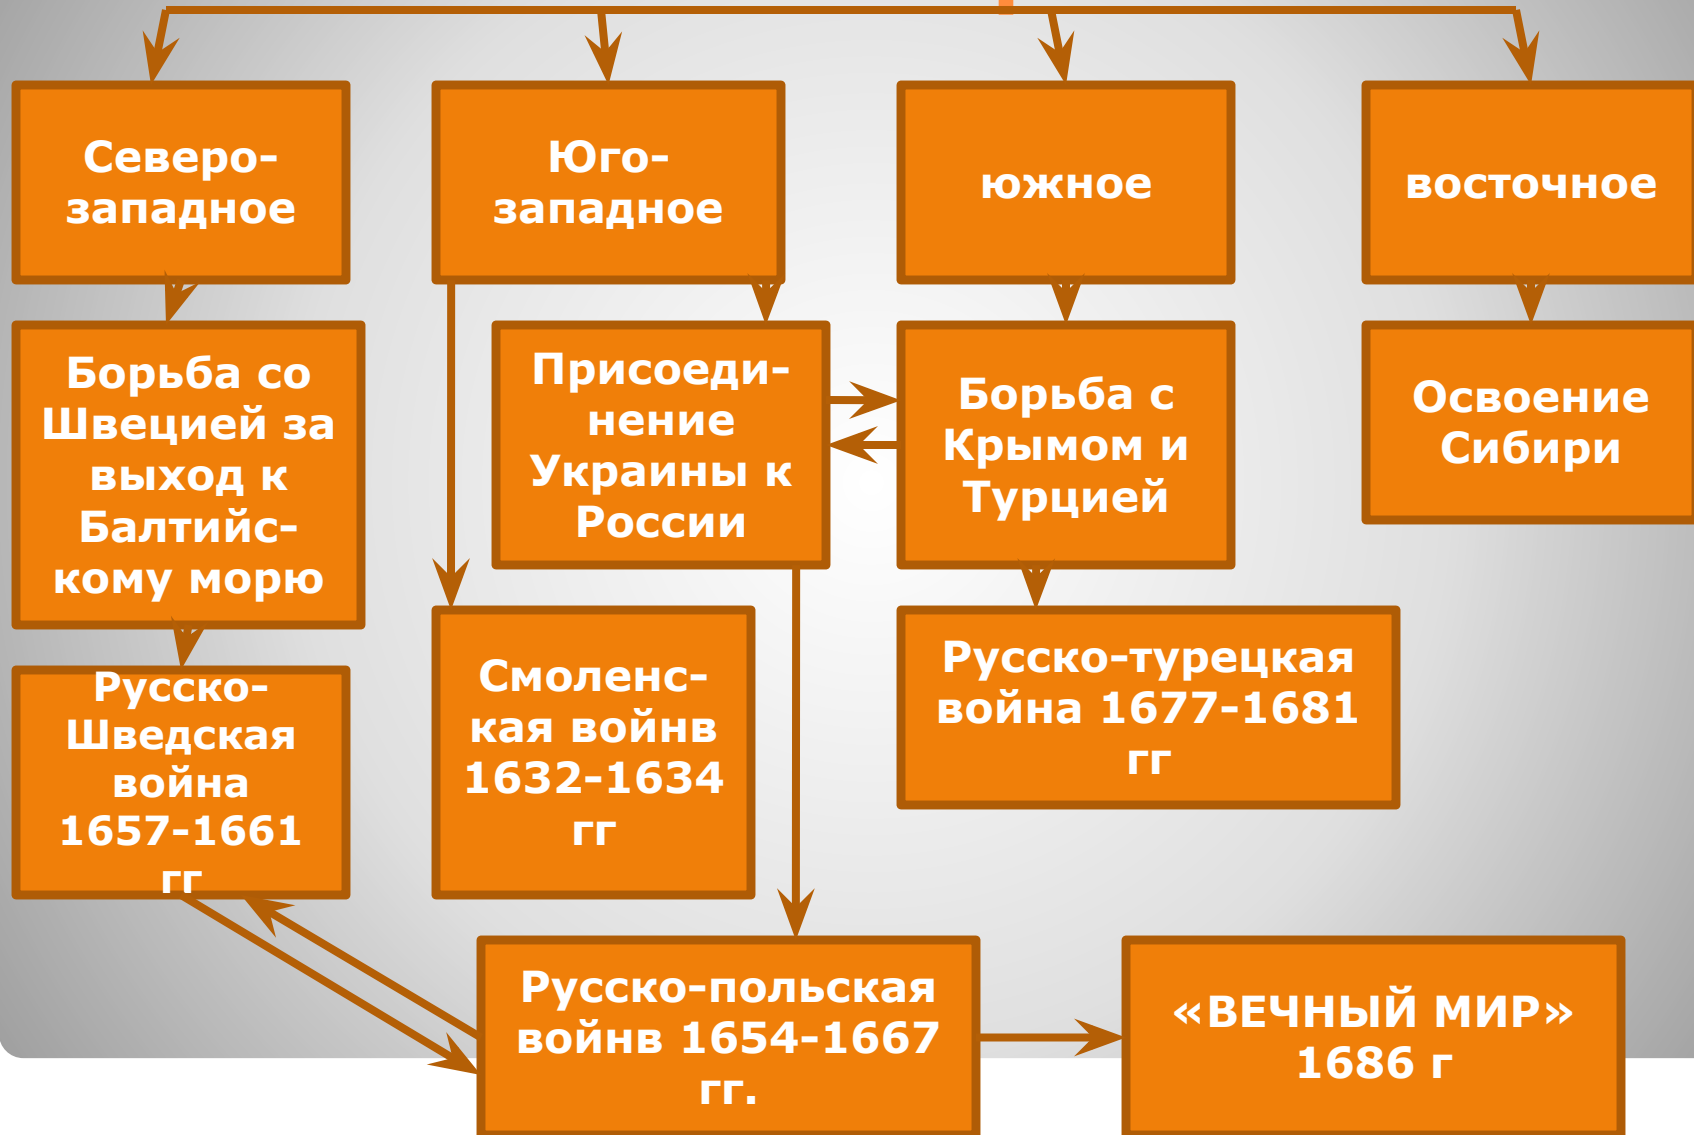 Северо-
западное
Юго-
западное
южное
восточное
Борьба со
Швецией за
выход к
Балтийс-
кому морю
Присоеди-
нение
Украины к
России
Борьба с
Крымом и
Турцией
Освоение
Сибири
Русско-
Шведская
война
1657-1661
гг
Смоленс-
кая войнв
1632-1634
гг
Русско-турецкая
война 1677-1681
гг
Русско-польская
войнв 1654-1667
гг.
«ВЕЧНЫЙ МИР»
1686 г